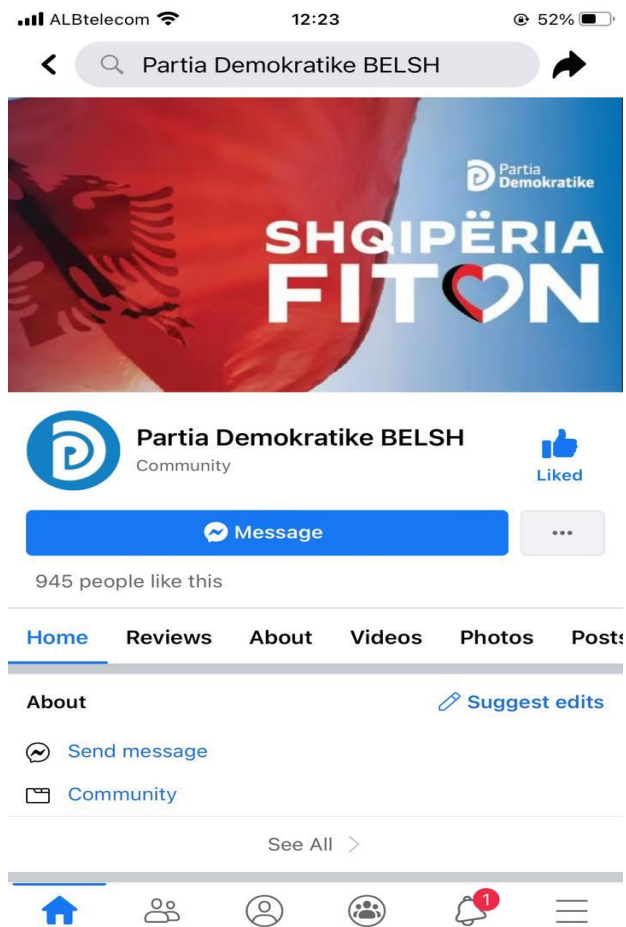 ALBtelecom 12:23 52%
Partia Demokratike BELSH
Partia
Demokratike
SHQIPËRIA
FITON
Partia Demokratike BELSH
Community
Liked
Message
945 people like this
Home Reviews About Videos Photos Posts
About Suggest edits
Send message
Community
See All
1